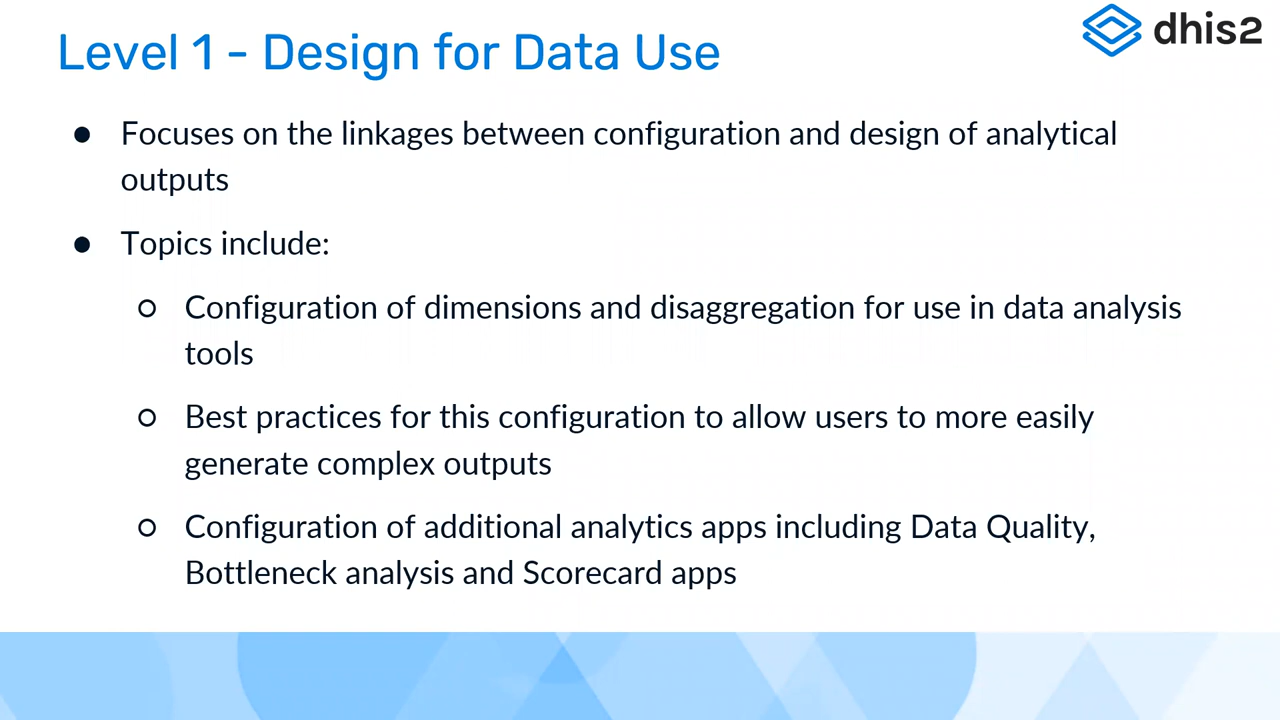 Level 1 - Design for Data Use
dhis2
● Focuses on the linkages between configuration and design of analytical
outputs
● Topics include:
○ Configuration of dimensions and disaggregation for use in data analysis
tools
○ Best practices for this configuration to allow users to more easily
generate complex outputs
○ Configuration of additional analytics apps including Data Quality,
Bottleneck analysis and Scorecard apps